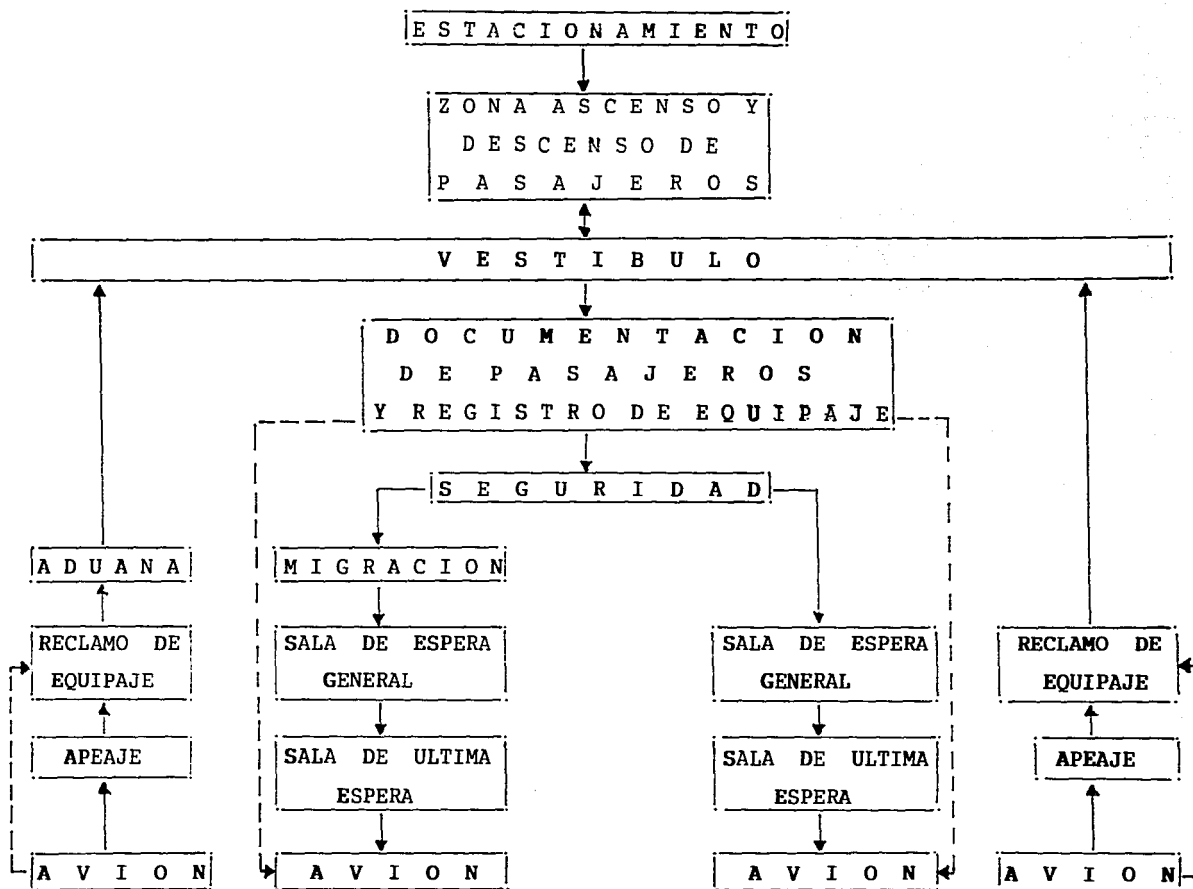 ESTACIONAMIENTO
ZONA ASCENSO Y
DESCENSO DE
PASAJEROS
VESTIBULO
DOCUMENTACION
DE PASAJEROS
Y REGISTRO DE EQUIPAJE
SEGURIDAD
ADUANA
MIGRACION
RECLAMO DE
EQUIPAJE
SALA DE ESPERA
GENERAL
SALA DE ESPERA
GENERAL
RECLAMO DE
EQUIPAJE
APEAJE
SALA DE ULTIMA
ESPERA
SALA DE ULTIMA
ESPERA
APEAJE
AVION
AVION
AVION
AVION